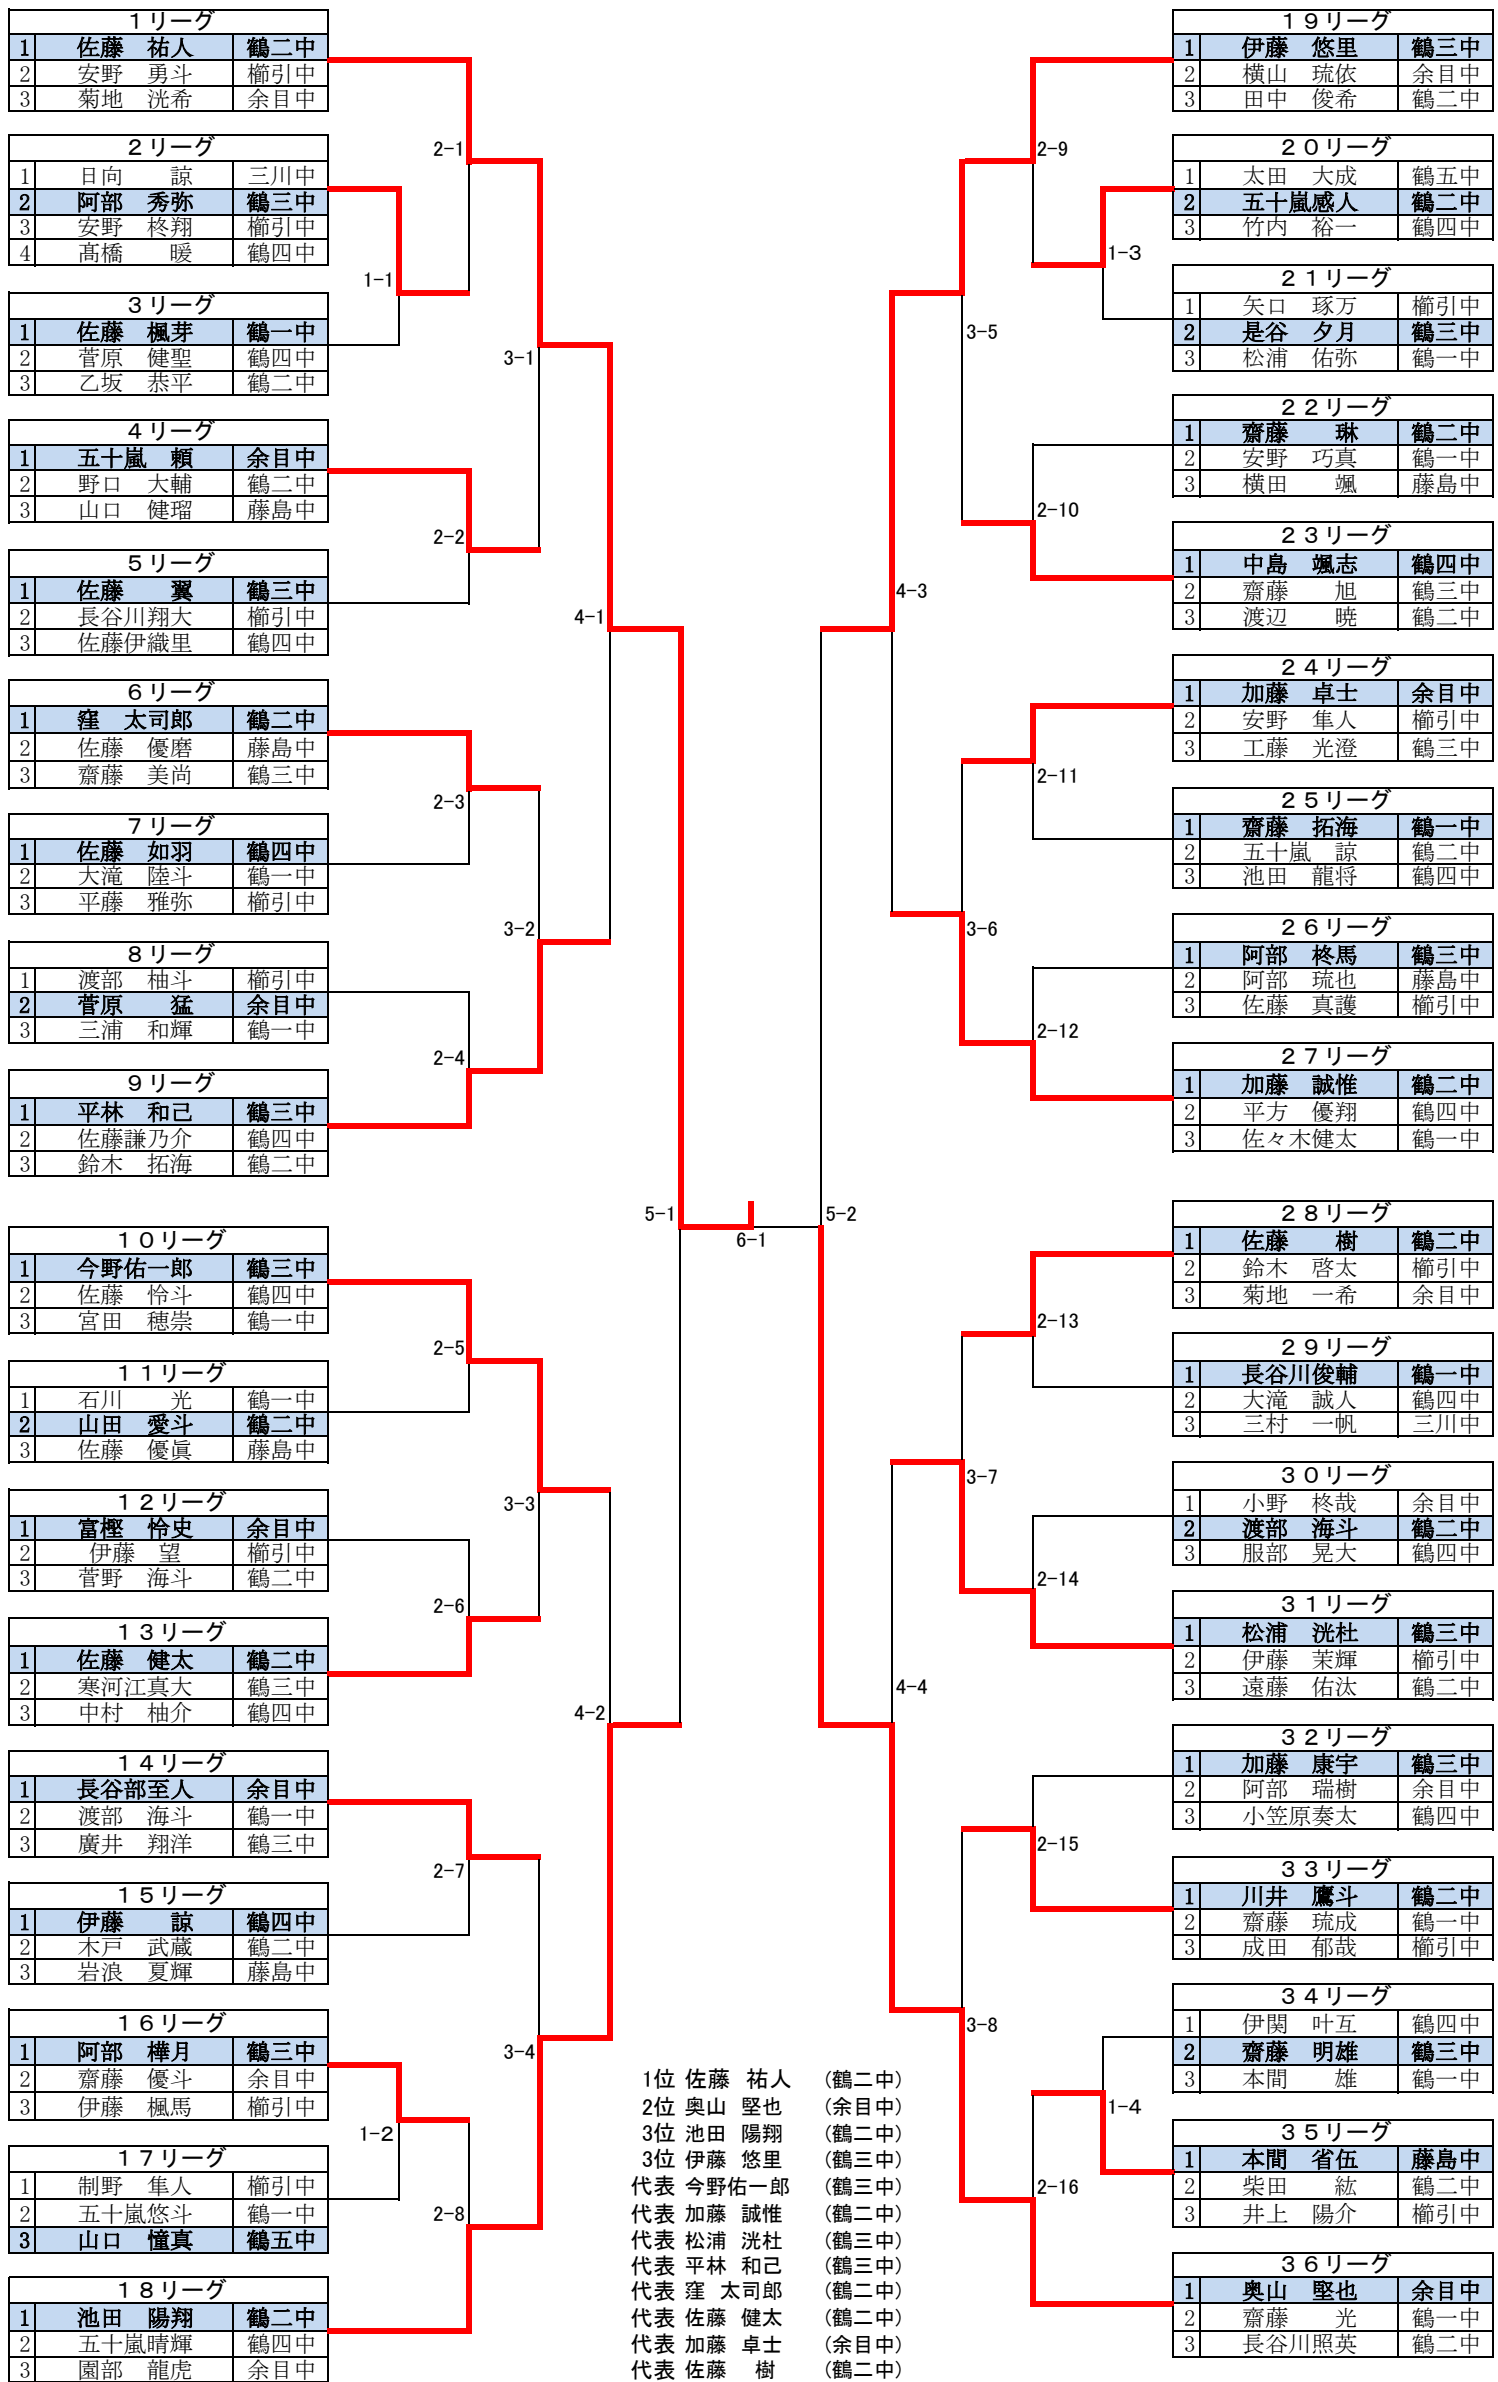 1リーグ
1 佐藤 祐人 鶴二中
2 安野 勇斗 櫛引中
3 菊地 洸希 余目中
2リーグ
1 日向 諒 三川中
2 阿部 秀弥 鶴三中
3 安野 柊翔 櫛引中
4 髙橋 暖 鶴四中
3リーグ
1 佐藤 楓芽 鶴一中
2 菅原 健聖 鶴四中
3 乙坂 恭平 鶴二中
4リーグ
1 五十嵐 頼 余目中
2 野口 大輔 鶴二中
3 山口 健瑠 藤島中
5リーグ
1 佐藤 翼 鶴三中
2 長谷川翔大 櫛引中
3 佐藤伊織里 鶴四中
6リーグ
1 窪 太司郎 鶴二中
2 佐藤 優磨 藤島中
3 齋藤 美尚 鶴三中
7リーグ
1 佐藤 如羽 鶴四中
2 大滝 陸斗 鶴一中
3 平藤 雅弥 櫛引中
8リーグ
1 渡部 柚斗 櫛引中
2 菅原 猛 余目中
3 三浦 和輝 鶴一中
9リーグ
1 平林 和己 鶴三中
2 佐藤謙乃介 鶴四中
3 鈴木 拓海 鶴二中
10リーグ
1 今野佑一郎 鶴三中
2 佐藤 怜斗 鶴四中
3 宮田 穂崇 鶴一中
11リーグ
1 石川 光 鶴一中
2 山田 愛斗 鶴二中
3 佐藤 優眞 藤島中
12リーグ
1 富樫 怜史 余目中
2 伊藤 望 櫛引中
3 菅野 海斗 鶴二中
13リーグ
1 佐藤 健太 鶴二中
2 寒河江真大 鶴三中
3 中村 柚介 鶴四中
14リーグ
1 長谷部至人 余目中
2 渡部 海斗 鶴一中
3 廣井 翔洋 鶴三中
15リーグ
1 伊藤 諒 鶴四中
2 木戸 武蔵 鶴二中
3 岩浪 夏輝 藤島中
16リーグ
1 阿部 樺月 鶴三中
2 齋藤 優斗 余目中
3 伊藤 楓馬 櫛引中
17リーグ
1 制野 隼人 櫛引中
2 五十嵐悠斗 鶴一中
3 山口 憧真 鶴五中
18リーグ
1 池田 陽翔 鶴二中
2 五十嵐晴輝 鶴四中
3 園部 龍虎 余目中
1-1
1-2
2-1
2-2
2-3
2-4
2-5
2-6
2-7
2-8
3-1
3-2
3-3
3-4
4-1
4-2
5-1
6-1
5-2
4-3
4-4
3-5
3-6
3-7
3-8
2-9
2-10
2-11
2-12
2-13
2-14
2-15
2-16
1-3
1-4
1位 佐藤 祐人 (鶴二中)
2位 奥山 堅也 (余目中)
3位 池田 陽翔 (鶴二中)
3位 伊藤 悠里 (鶴三中)
代表 今野佑一郎 (鶴三中)
代表 加藤 誠惟 (鶴二中)
代表 松浦 洸杜 (鶴三中)
代表 平林 和己 (鶴三中)
代表 窪 太司郎 (鶴二中)
代表 佐藤 健太 (鶴二中)
代表 加藤 卓士 (余目中)
代表 佐藤 樹 (鶴二中)
19リーグ
1 伊藤 悠里 鶴三中
2 横山 琉依 余目中
3 田中 俊希 鶴二中
20リーグ
1 太田 大成 鶴五中
2 五十嵐感人 鶴二中
3 竹内 裕一 鶴四中
21リーグ
1 矢口 琢万 櫛引中
2 是谷 夕月 鶴三中
3 松浦 佑弥 鶴一中
22リーグ
1 齋藤 琳 鶴二中
2 安野 巧真 鶴一中
3 横田 颯 藤島中
23リーグ
1 中島 颯志 鶴四中
2 齋藤 旭 鶴三中
3 渡辺 暁 鶴二中
24リーグ
1 加藤 卓士 余目中
2 安野 隼人 櫛引中
3 工藤 光澄 鶴三中
25リーグ
1 齋藤 拓海 鶴一中
2 五十嵐 諒 鶴二中
3 池田 龍将 鶴四中
26リーグ
1 阿部 柊馬 鶴三中
2 阿部 琉也 藤島中
3 佐藤 真護 櫛引中
27リーグ
1 加藤 誠惟 鶴二中
2 平方 優翔 鶴四中
3 佐々木健太 鶴一中
28リーグ
1 佐藤 樹 鶴二中
2 鈴木 啓太 櫛引中
3 菊地 一希 余目中
29リーグ
1 長谷川俊輔 鶴一中
2 大滝 誠人 鶴四中
3 三村 一帆 三川中
30リーグ
1 小野 柊哉 余目中
2 渡部 海斗 鶴二中
3 服部 晃大 鶴四中
31リーグ
1 松浦 洸杜 鶴三中
2 伊藤 茉輝 櫛引中
3 遠藤 佑汰 鶴二中
32リーグ
1 加藤 康宇 鶴三中
2 阿部 瑞樹 余目中
3 小笠原奏太 鶴四中
33リーグ
1 川井 鷹斗 鶴二中
2 齋藤 琉成 鶴一中
3 成田 郁哉 櫛引中
34リーグ
1 伊関 叶互 鶴四中
2 齋藤 明雄 鶴三中
3 本間 雄 鶴一中
35リーグ
1 本間 省伍 藤島中
2 柴田 紘 鶴二中
3 井上 陽介 櫛引中
36リーグ
1 奥山 堅也 余目中
2 齋藤 光 鶴一中
3 長谷川照英 鶴二中